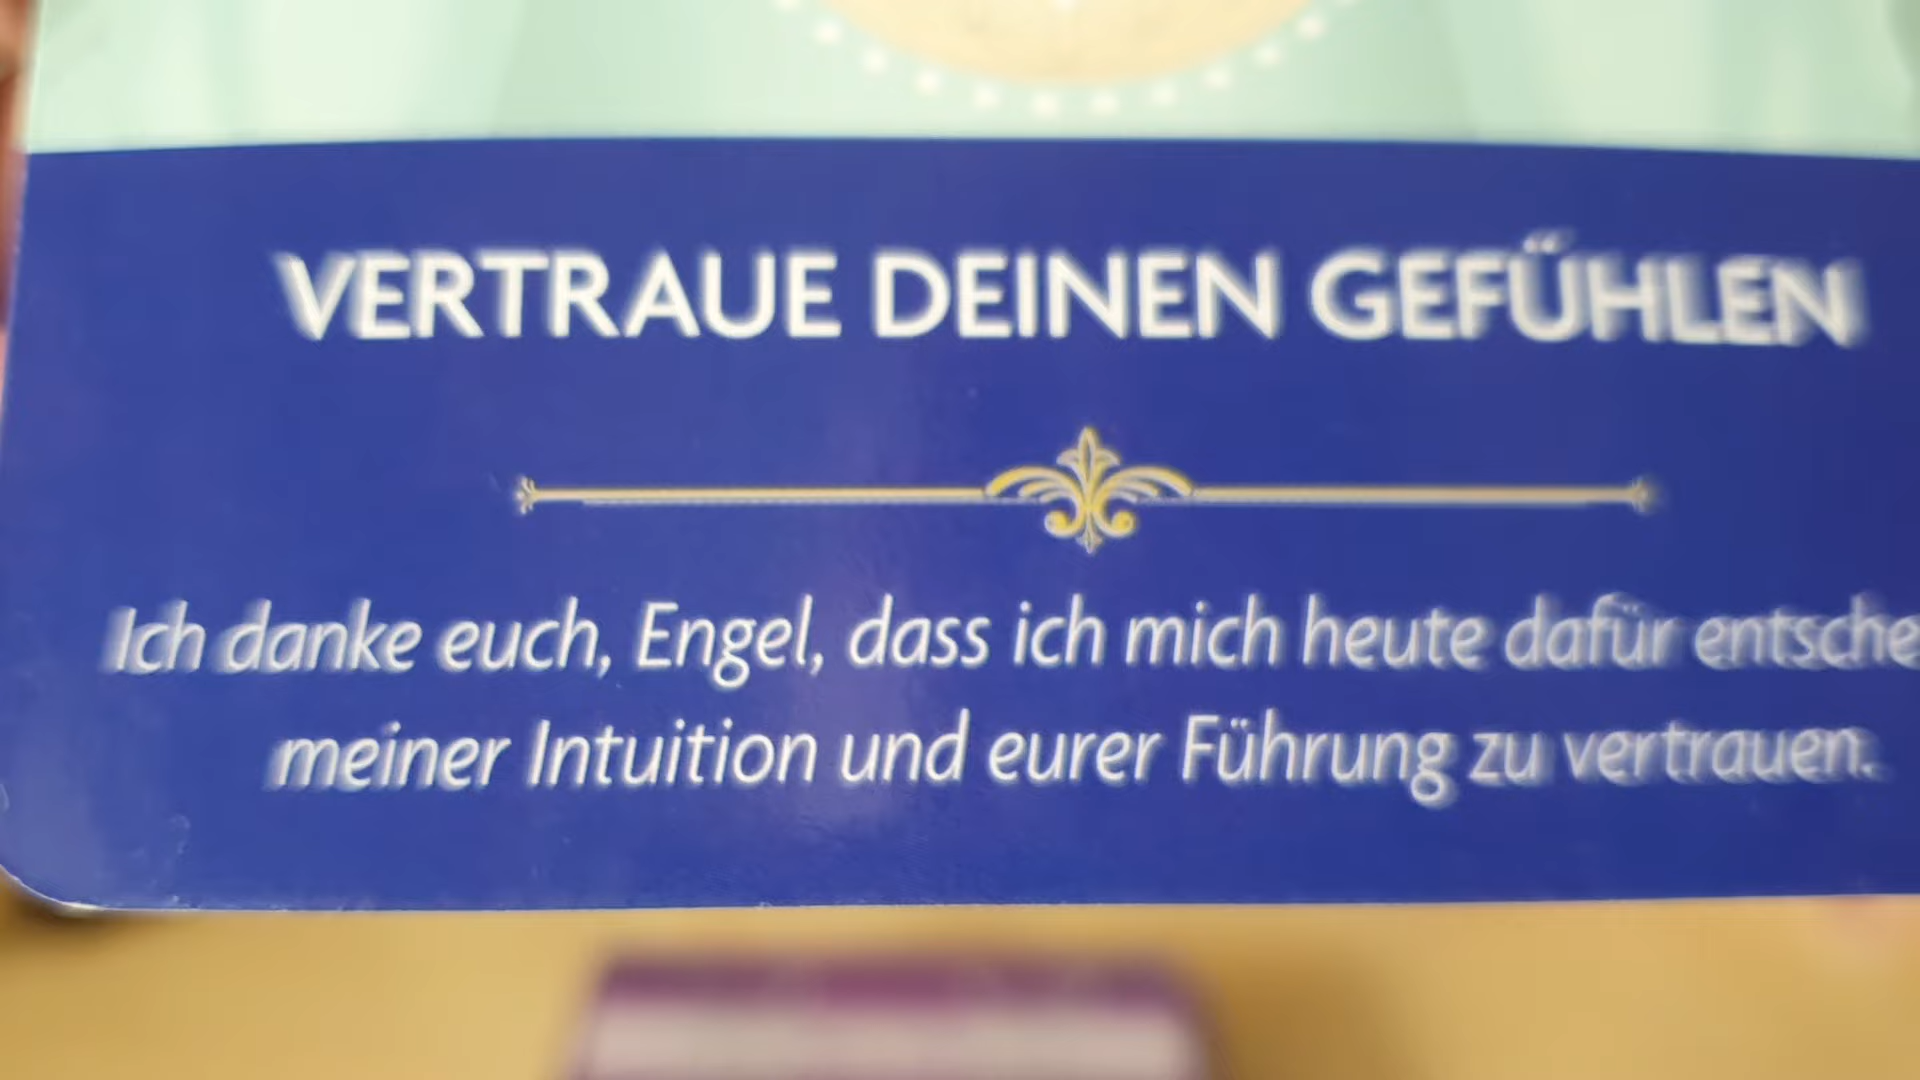 VERTRAUE DEINEN GEFÜHLEN
Ich danke euch, Engel, dass ich mich heute dafür entsche
meiner Intuition und eurer Führung zu vertrauen.